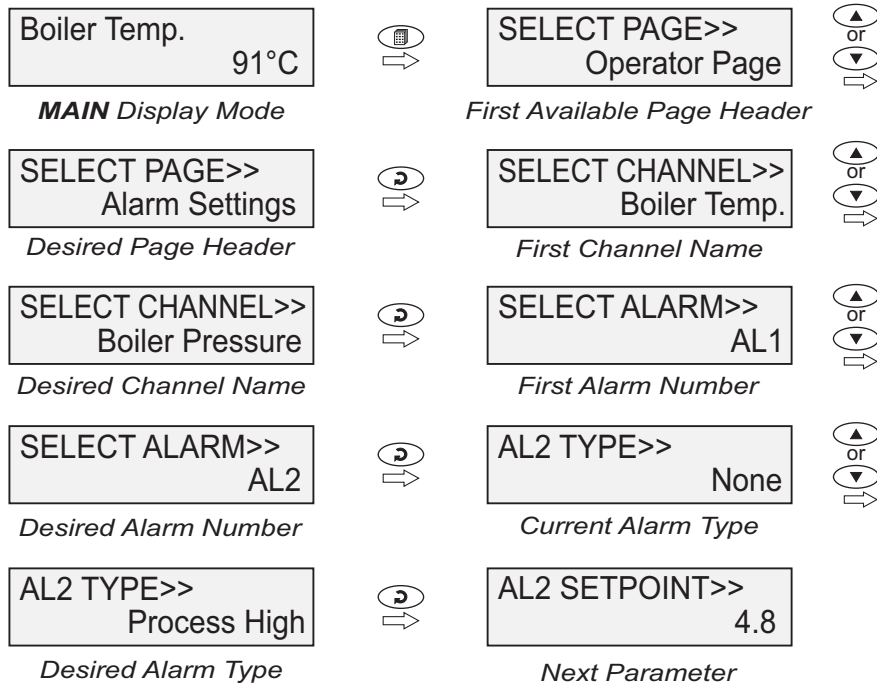 Boiler Temp.
91°C
MAIN Display Mode
SELECT PAGE>>
Operator Page
First Available Page Header
or
SELECT PAGE>>
Alarm Settings
Desired Page Header
SELECT CHANNEL>>
Boiler Temp.
First Channel Name
or
SELECT CHANNEL>>
Boiler Pressure
Desired Channel Name
SELECT ALARM>>
AL1
First Alarm Number
or
SELECT ALARM>>
AL2
Desired Alarm Number
AL2 TYPE>>
None
Current Alarm Type
or
AL2 TYPE>>
Process High
Desired Alarm Type
AL2 SETPOINT>>
4.8
Next Parameter